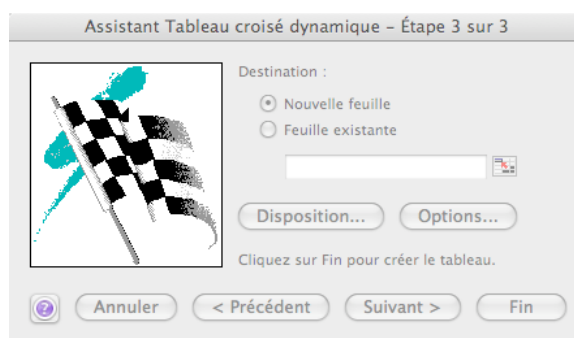 Assistant Tableau croisé dynamique – Étape 3 sur 3
Destination :
Nouvelle feuille
Feuille existante
Disposition... Options...
Cliquez sur Fin pour créer le tableau.
? Annuler < Précédent Suivant > Fin